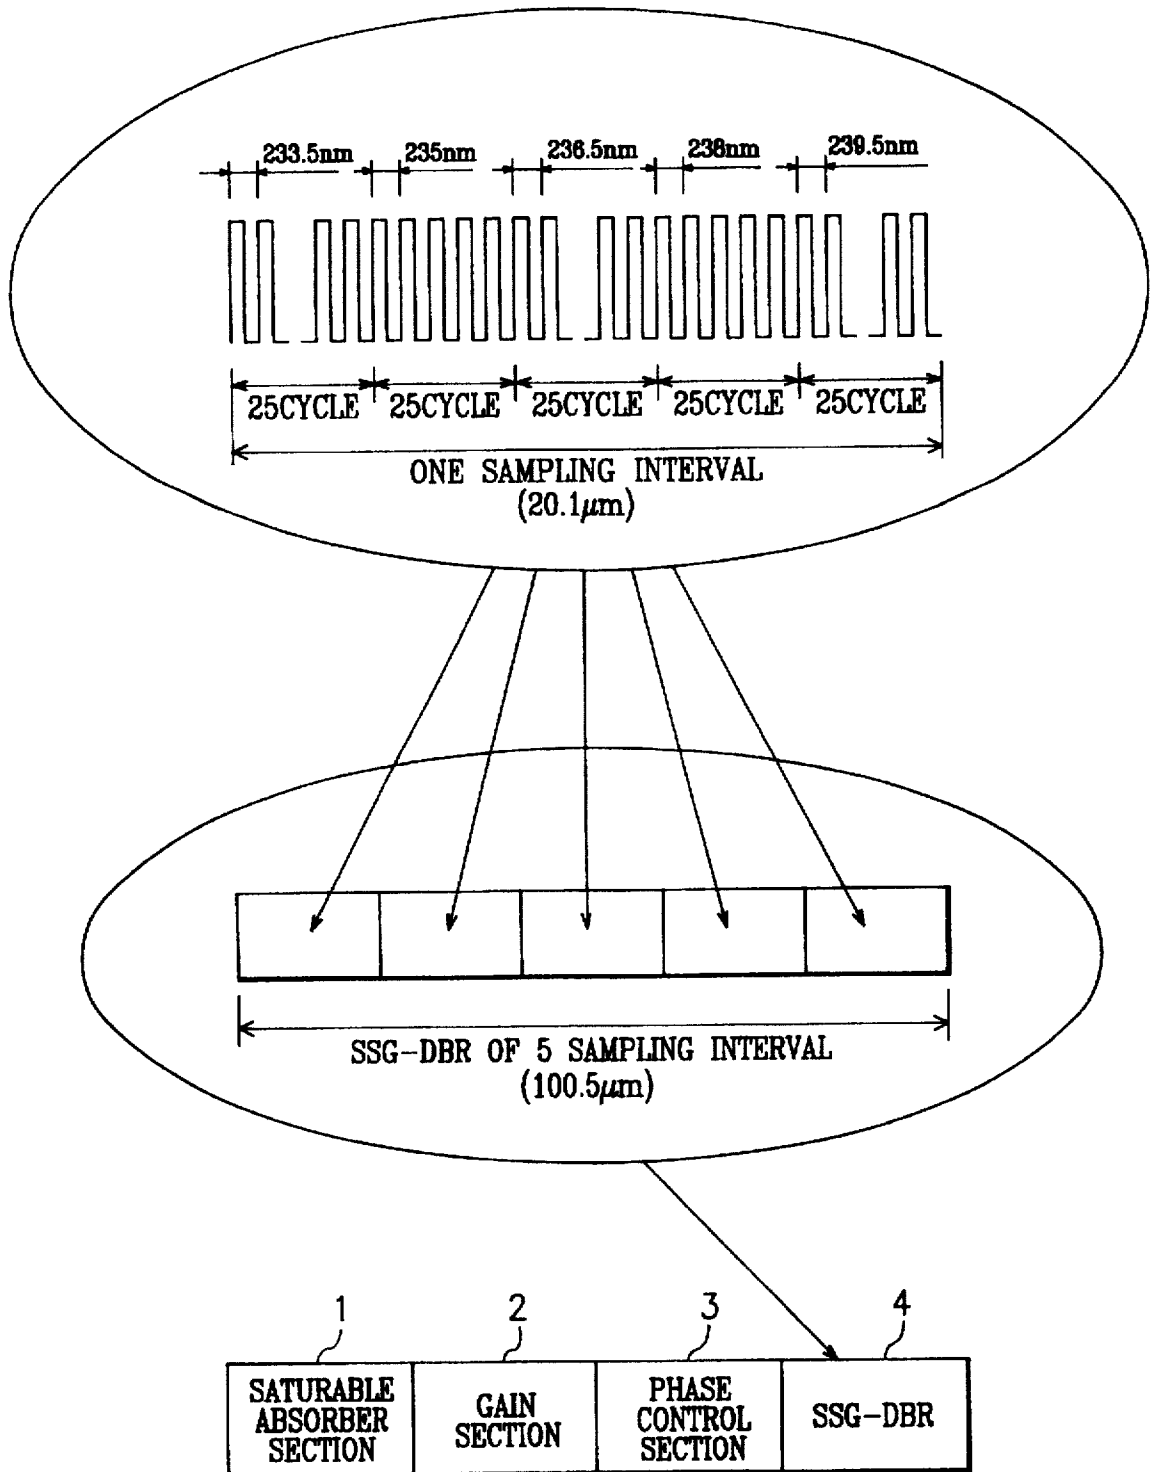 233.5nm 235nm 236.5nm 238nm 239.5nm
25CYCLE 25CYCLE 25CYCLE 25CYCLE 25CYCLE
ONE SAMPLING INTERVAL
(20.1μm)
SSG-DBR OF 5 SAMPLING INTERVAL
(100.5μm)
1 2 3 4
SATURABLE
ABSORBER
SECTION
GAIN
SECTION
PHASE
CONTROL
SECTION
SSG-DBR